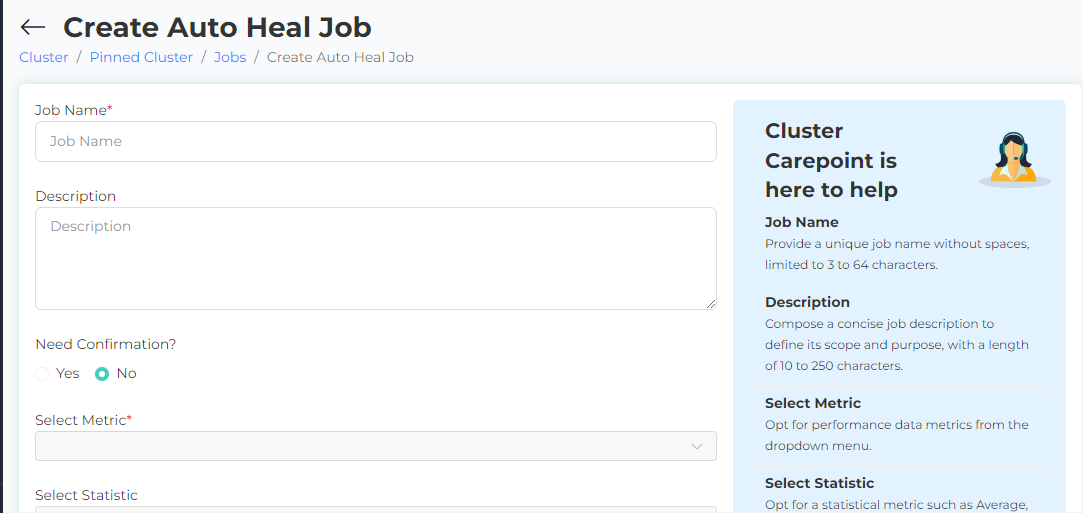 Create Auto Heal Job
Cluster / Pinned Cluster / Jobs / Create Auto Heal Job
Job Name*
Job Name
Description
Description
Need Confirmation?
Yes No
Select Metric*
Select Statistic
Cluster
Carepoint is
here to help
Job Name
Provide a unique job name without spaces,
limited to 3 to 64 characters.
Description
Compose a concise job description to
define its scope and purpose, with a length
of 10 to 250 characters.
Select Metric
Opt for performance data metrics from the
dropdown menu.
Select Statistic
Opt for a statistical metric such as Average,